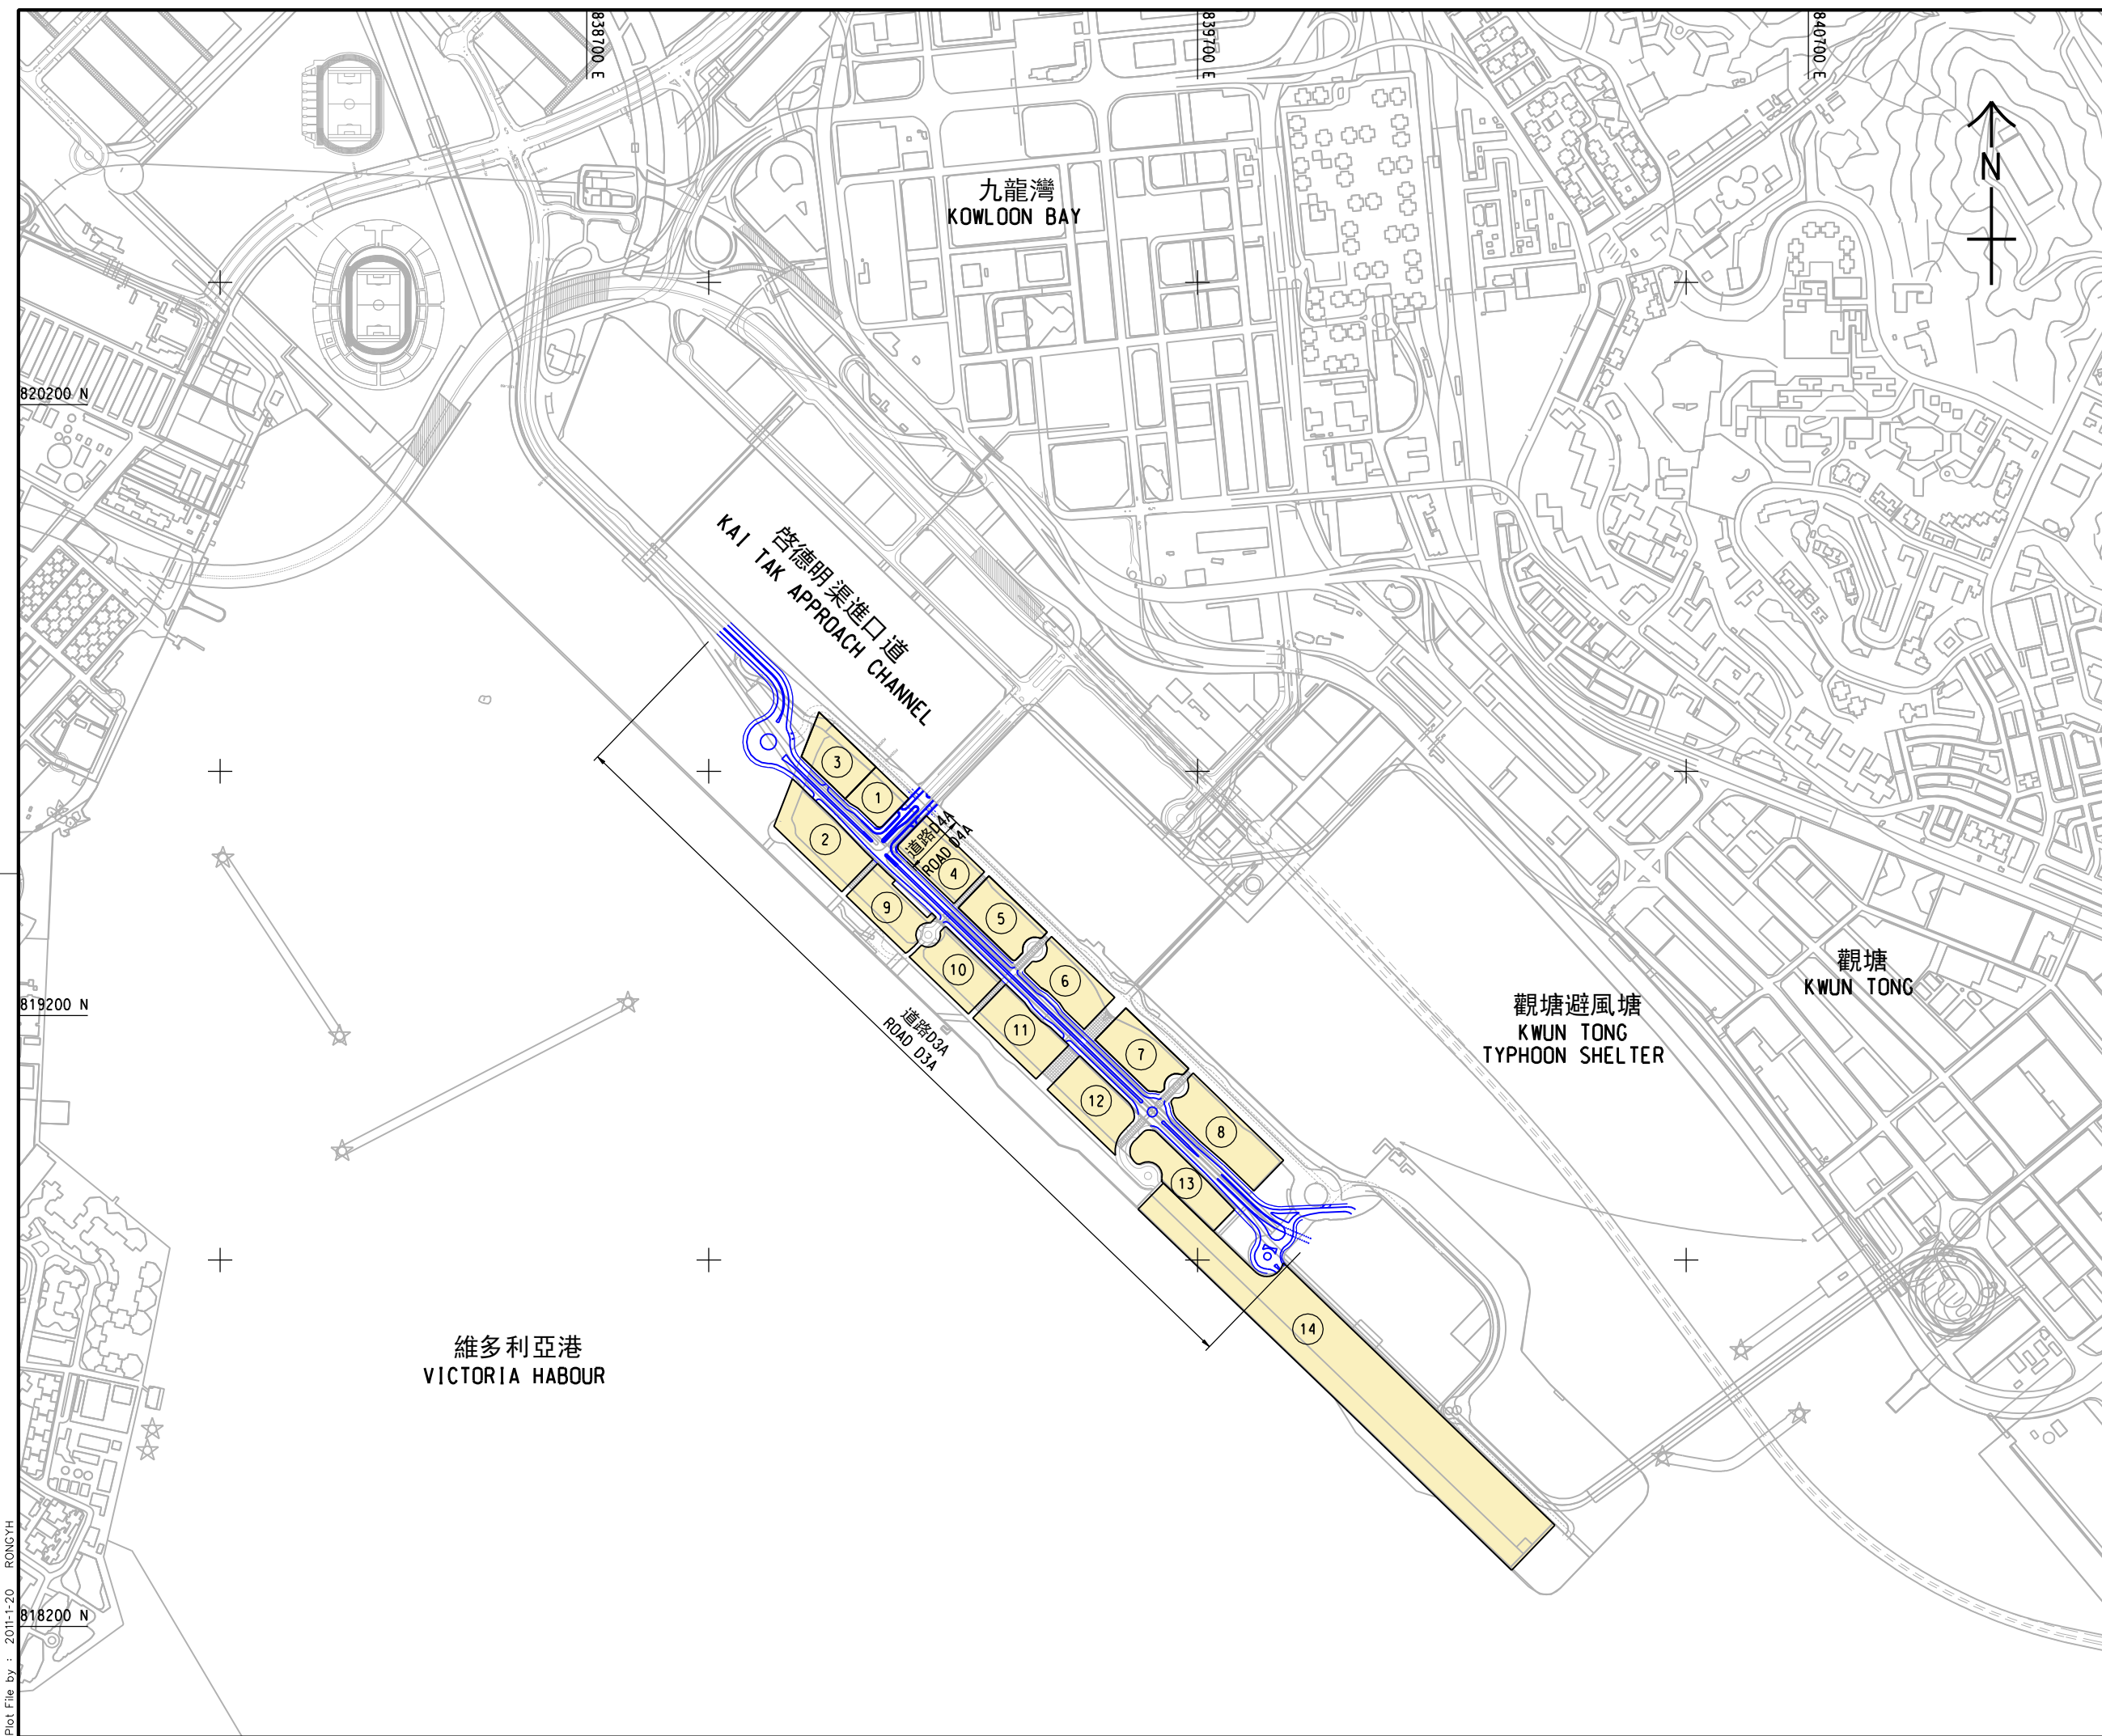 838700 E
839700 E
840700 E
N
九龍灣
KOWLOON BAY
820200 N
啓德明渠進口道
KAI TAK APPROACH CHANNEL
3
1
2
道路D4A
ROAD D4A
4
9
5
10
6
11
道路D3A
ROAD D3A
7
12
8
13
14
觀塘
KWUN TONG
觀塘避風塘
KWUN TONG
TYPHOON SHELTER
819200 N
維多利亞港
VICTORIA HABOUR
818200 N
Plot File by : 2011-1-20 RONGYH